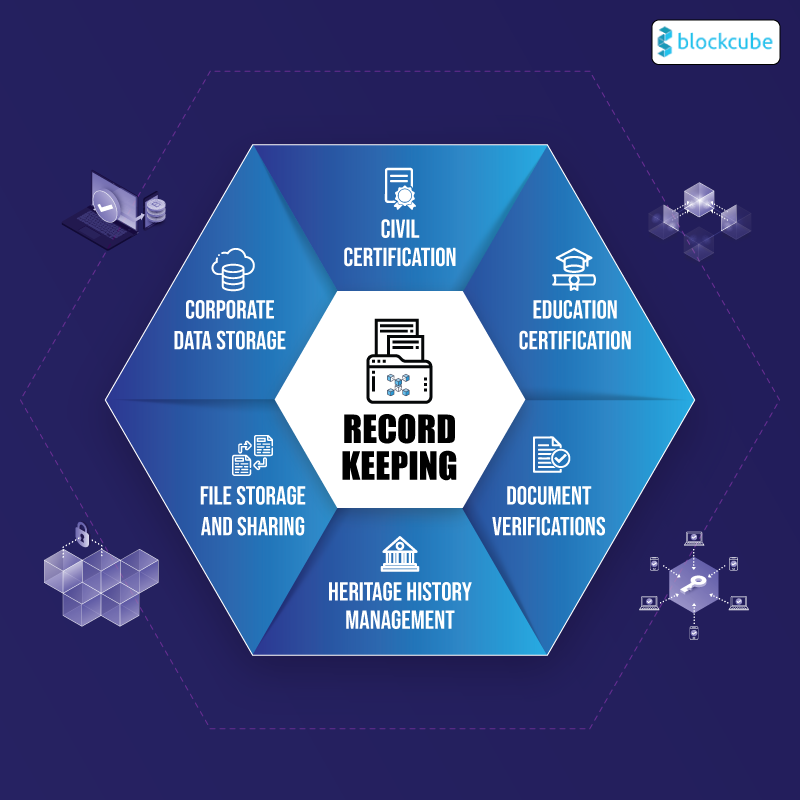 blockcube
CIVIL
CERTIFICATION
EDUCATION
CERTIFICATION
DOCUMENT
VERIFICATIONS
HERITAGE HISTORY
MANAGEMENT
FILE STORAGE
AND SHARING
CORPORATE
DATA STORAGE
RECORD
KEEPING